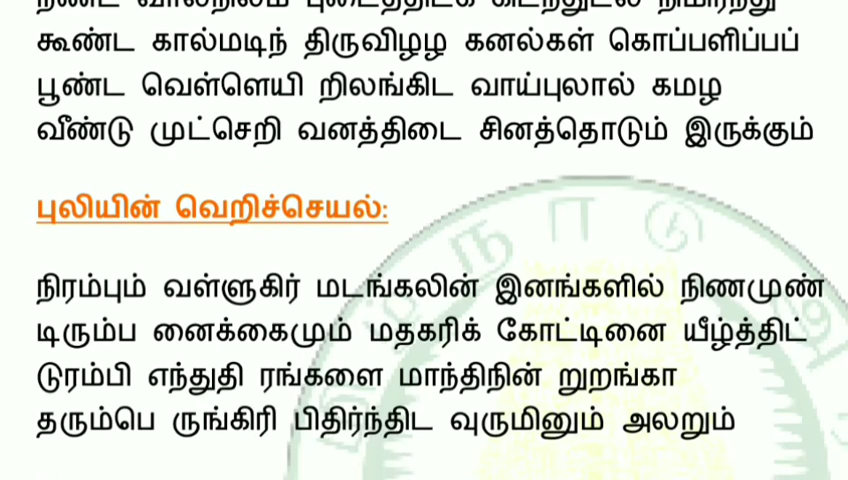 கூண்ட கால்மடிந் திருவிழழ கனல்கள் கொப்பளிப்பப்
பூண்ட வெள்ளெயி றிலங்கிட வாய்புலால் கமழ
வீண்டு முட்செறி வனத்திடை சினத்தொடும் இருக்கும்
புலியின் வெறிச்செயல்:
நிரம்பும் வள்ளுகிர் மடங்கலின் இனங்களில் நிணமுண்
டிரும்ப னைக்கைமும் மதகரிக் கோட்டினை யீழ்த்திட்
டுரம்பி எந்துதி ரங்களை மாந்திநின் றுறங்கா
தரும்பெ ருங்கிரி பிதிர்ந்திட வுருமினும் அலறும்